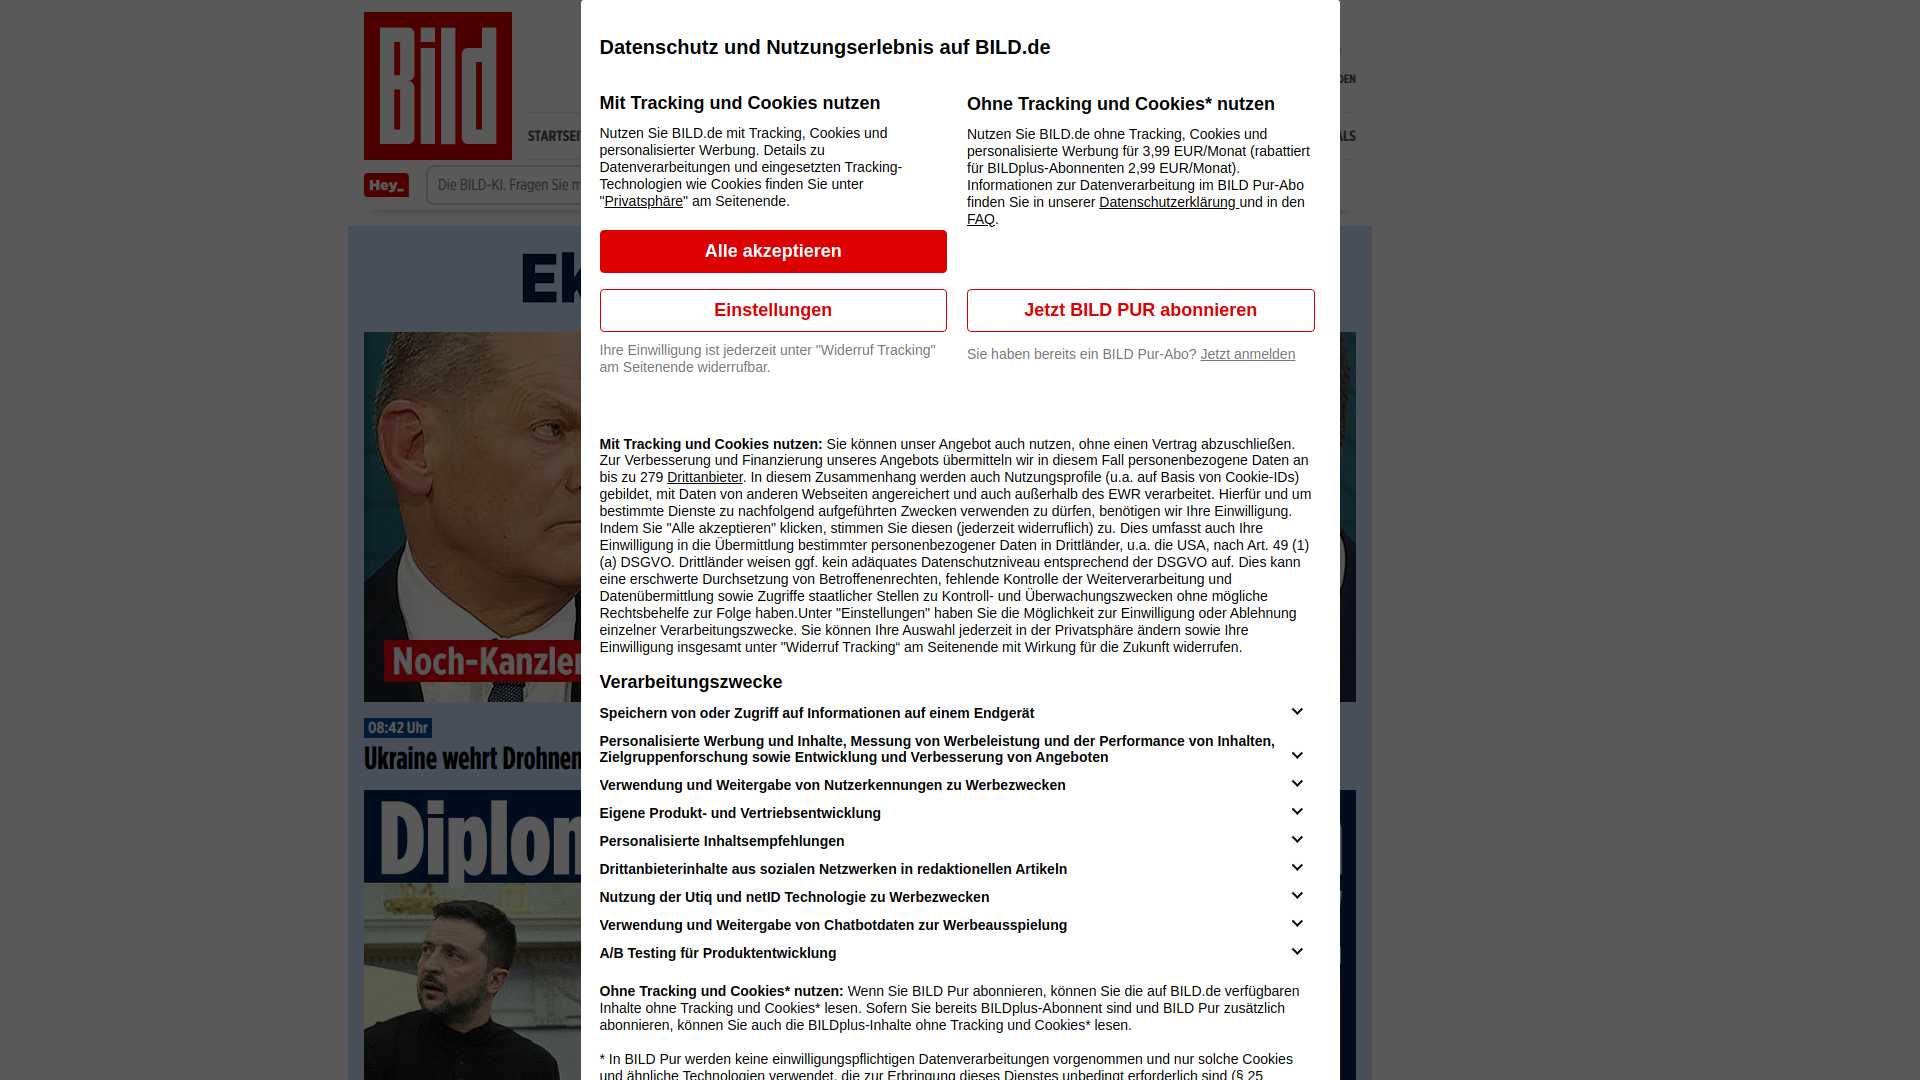 Bild
DEN
STARTSEI
ALS
Hey_
Die BILD-KI. Fragen Sie m
Ek
Noch-Kanzler
08:42 Uhr
Ukraine wehrt Drohnen
Diplom
Datenschutz und Nutzungserlebnis auf BILD.de
Mit Tracking und Cookies nutzen
Nutzen Sie BILD.de mit Tracking, Cookies und
personalisierter Werbung. Details zu
Datenverarbeitungen und eingesetzten Tracking-
Technologien wie Cookies finden Sie unter
"Privatsphäre" am Seitenende.
Alle akzeptieren
Einstellungen
Ihre Einwilligung ist jederzeit unter "Widerruf Tracking"
am Seitenende widerrufbar.
Ohne Tracking und Cookies* nutzen
Nutzen Sie BILD.de ohne Tracking, Cookies und
personalisierte Werbung für 3,99 EUR/Monat (rabattiert
für BILDplus-Abonnenten 2,99 EUR/Monat).
Informationen zur Datenverarbeitung im BILD Pur-Abo
finden Sie in unserer Datenschutzerklärung und in den
FAQ.
Jetzt BILD PUR abonnieren
Sie haben bereits ein BILD Pur-Abo? Jetzt anmelden
Mit Tracking und Cookies nutzen: Sie können unser Angebot auch nutzen, ohne einen Vertrag abzuschließen.
Zur Verbesserung und Finanzierung unseres Angebots übermitteln wir in diesem Fall personenbezogene Daten an
bis zu 279 Drittanbieter. In diesem Zusammenhang werden auch Nutzungsprofile (u.a. auf Basis von Cookie-IDs)
gebildet, mit Daten von anderen Webseiten angereichert und auch außerhalb des EWR verarbeitet. Hierfür und um
bestimmte Dienste zu nachfolgend aufgeführten Zwecken verwenden zu dürfen, benötigen wir Ihre Einwilligung.
Indem Sie "Alle akzeptieren" klicken, stimmen Sie diesen (jederzeit widerruflich) zu. Dies umfasst auch Ihre
Einwilligung in die Übermittlung bestimmter personenbezogener Daten in Drittländer, u.a. die USA, nach Art. 49 (1)
(a) DSGVO. Drittländer weisen ggf. kein adäquates Datenschutzniveau entsprechend der DSGVO auf. Dies kann
eine erschwerte Durchsetzung von Betroffenenrechten, fehlende Kontrolle der Weiterverarbeitung und
Datenübermittlung sowie Zugriffe staatlicher Stellen zu Kontroll- und Überwachungszwecken ohne mögliche
Rechtsbehelfe zur Folge haben.Unter "Einstellungen" haben Sie die Möglichkeit zur Einwilligung oder Ablehnung
einzelner Verarbeitungszwecke. Sie können Ihre Auswahl jederzeit in der Privatsphäre ändern sowie Ihre
Einwilligung insgesamt unter "Widerruf Tracking“ am Seitenende mit Wirkung für die Zukunft widerrufen.
Verarbeitungszwecke
Speichern von oder Zugriff auf Informationen auf einem Endgerät
Personalisierte Werbung und Inhalte, Messung von Werbeleistung und der Performance von Inhalten,
Zielgruppenforschung sowie Entwicklung und Verbesserung von Angeboten
Verwendung und Weitergabe von Nutzerkennungen zu Werbezwecken
Eigene Produkt- und Vertriebsentwicklung
Personalisierte Inhaltsempfehlungen
Drittanbieterinhalte aus sozialen Netzwerken in redaktionellen Artikeln
Nutzung der Utiq und netID Technologie zu Werbezwecken
Verwendung und Weitergabe von Chatbotdaten zur Werbeausspielung
A/B Testing für Produktentwicklung
Ohne Tracking und Cookies* nutzen: Wenn Sie BILD Pur abonnieren, können Sie die auf BILD.de verfügbaren
Inhalte ohne Tracking und Cookies* lesen. Sofern Sie bereits BILDplus-Abonnent sind und BILD Pur zusätzlich
abonnieren, können Sie auch die BILDplus-Inhalte ohne Tracking und Cookies* lesen.
* In BILD Pur werden keine einwilligungspflichtigen Datenverarbeitungen vorgenommen und nur solche Cookies
und ähnliche Technologien verwendet, die zur Erbringung dieses Dienstes unbedingt erforderlich sind (§ 25